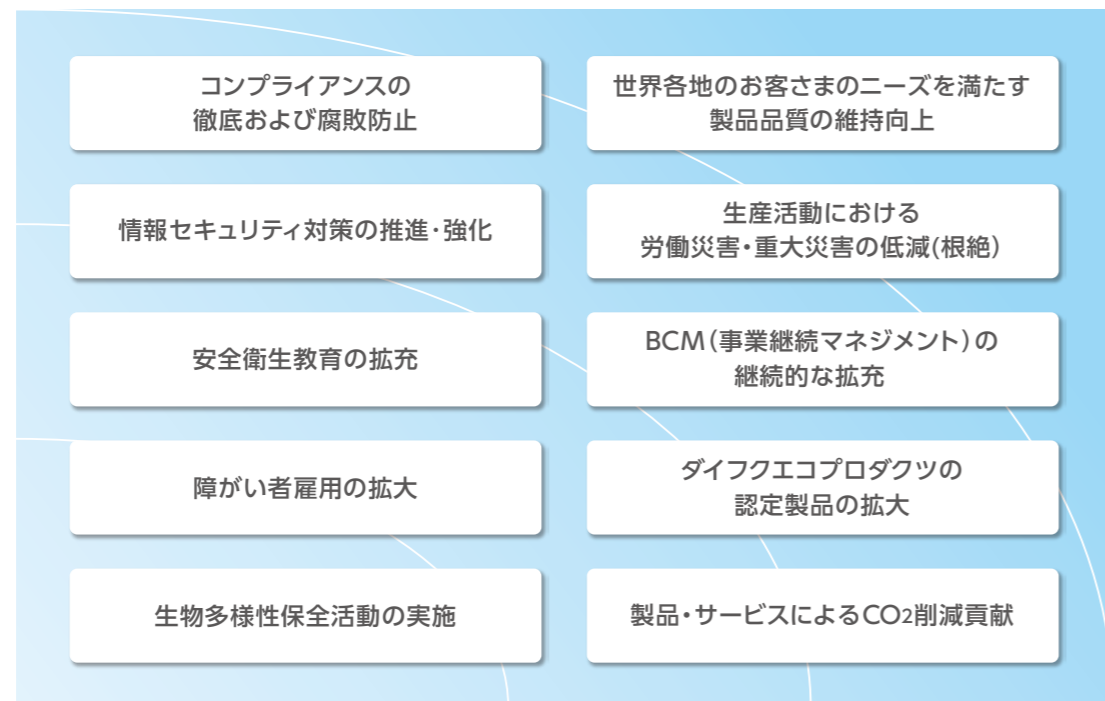 コンプライアンスの
徹底および腐敗防止
世界各地のお客さまのニーズを満たす
製品品質の維持向上
情報セキュリティ対策の推進・強化
生産活動における
労働災害・重大災害の低減(根絶)
安全衛生教育の拡充
BCM(事業継続マネジメント)の
継続的な拡充
障がい者雇用の拡大
ダイフクエコプロダクツの
認定製品の拡大
生物多様性保全活動の実施
製品・サービスによるCO2削減貢献